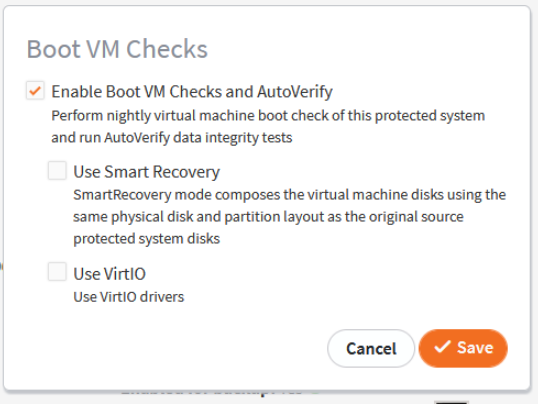 Boot VM Checks
Enable Boot VM Checks and AutoVerify
Perform nightly virtual machine boot check of this protected system
and run AutoVerify data integrity tests
Use Smart Recovery
SmartRecovery mode composes the virtual machine disks using the
same physical disk and partition layout as the original source
protected system disks
Use VirtIO
Use VirtIO drivers
Cancel
Save